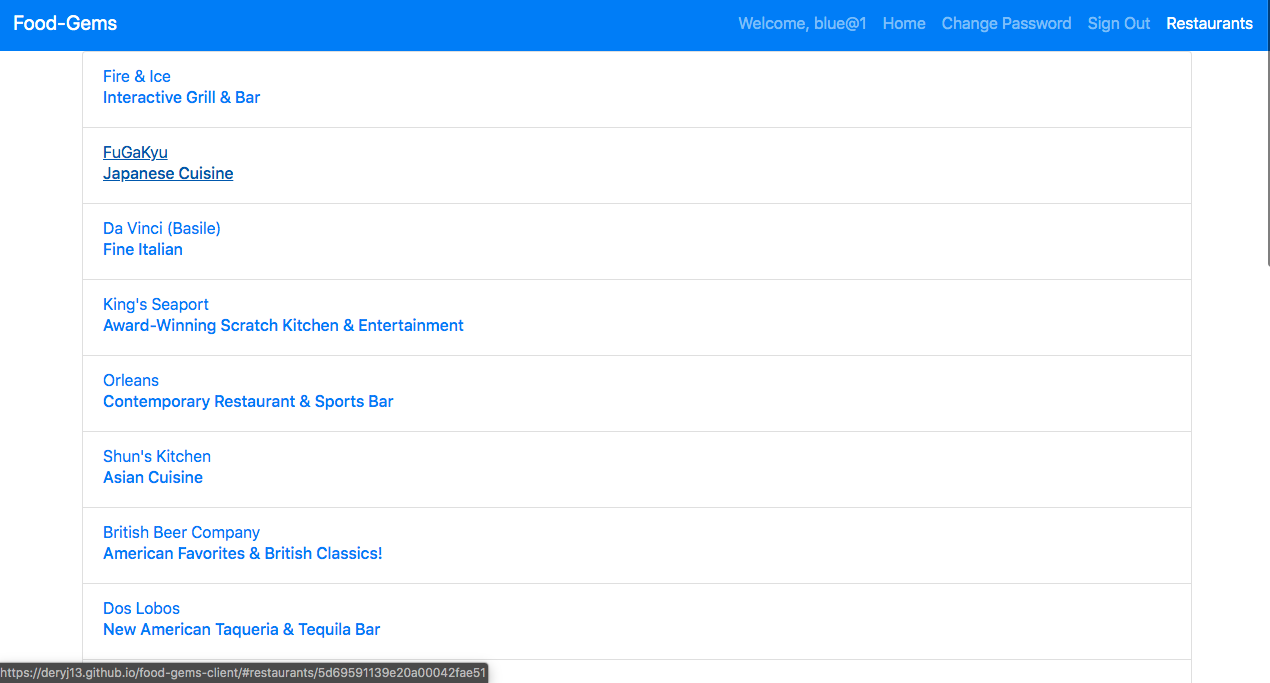 Food-Gems Welcome, blue@1 Home Change Password Sign Out Restaurants
Fire & Ice
Interactive Grill & Bar
FuGaKyu
Japanese Cuisine
Da Vinci (Basile)
Fine Italian
King's Seaport
Award-Winning Scratch Kitchen & Entertainment
Orleans
Contemporary Restaurant & Sports Bar
Shun's Kitchen
Asian Cuisine
British Beer Company
American Favorites & British Classics!
Dos Lobos
New American Taqueria & Tequila Bar
https://deryj13.github.io/food-gems-client/#restaurants/5d69591139e20a00042fae51